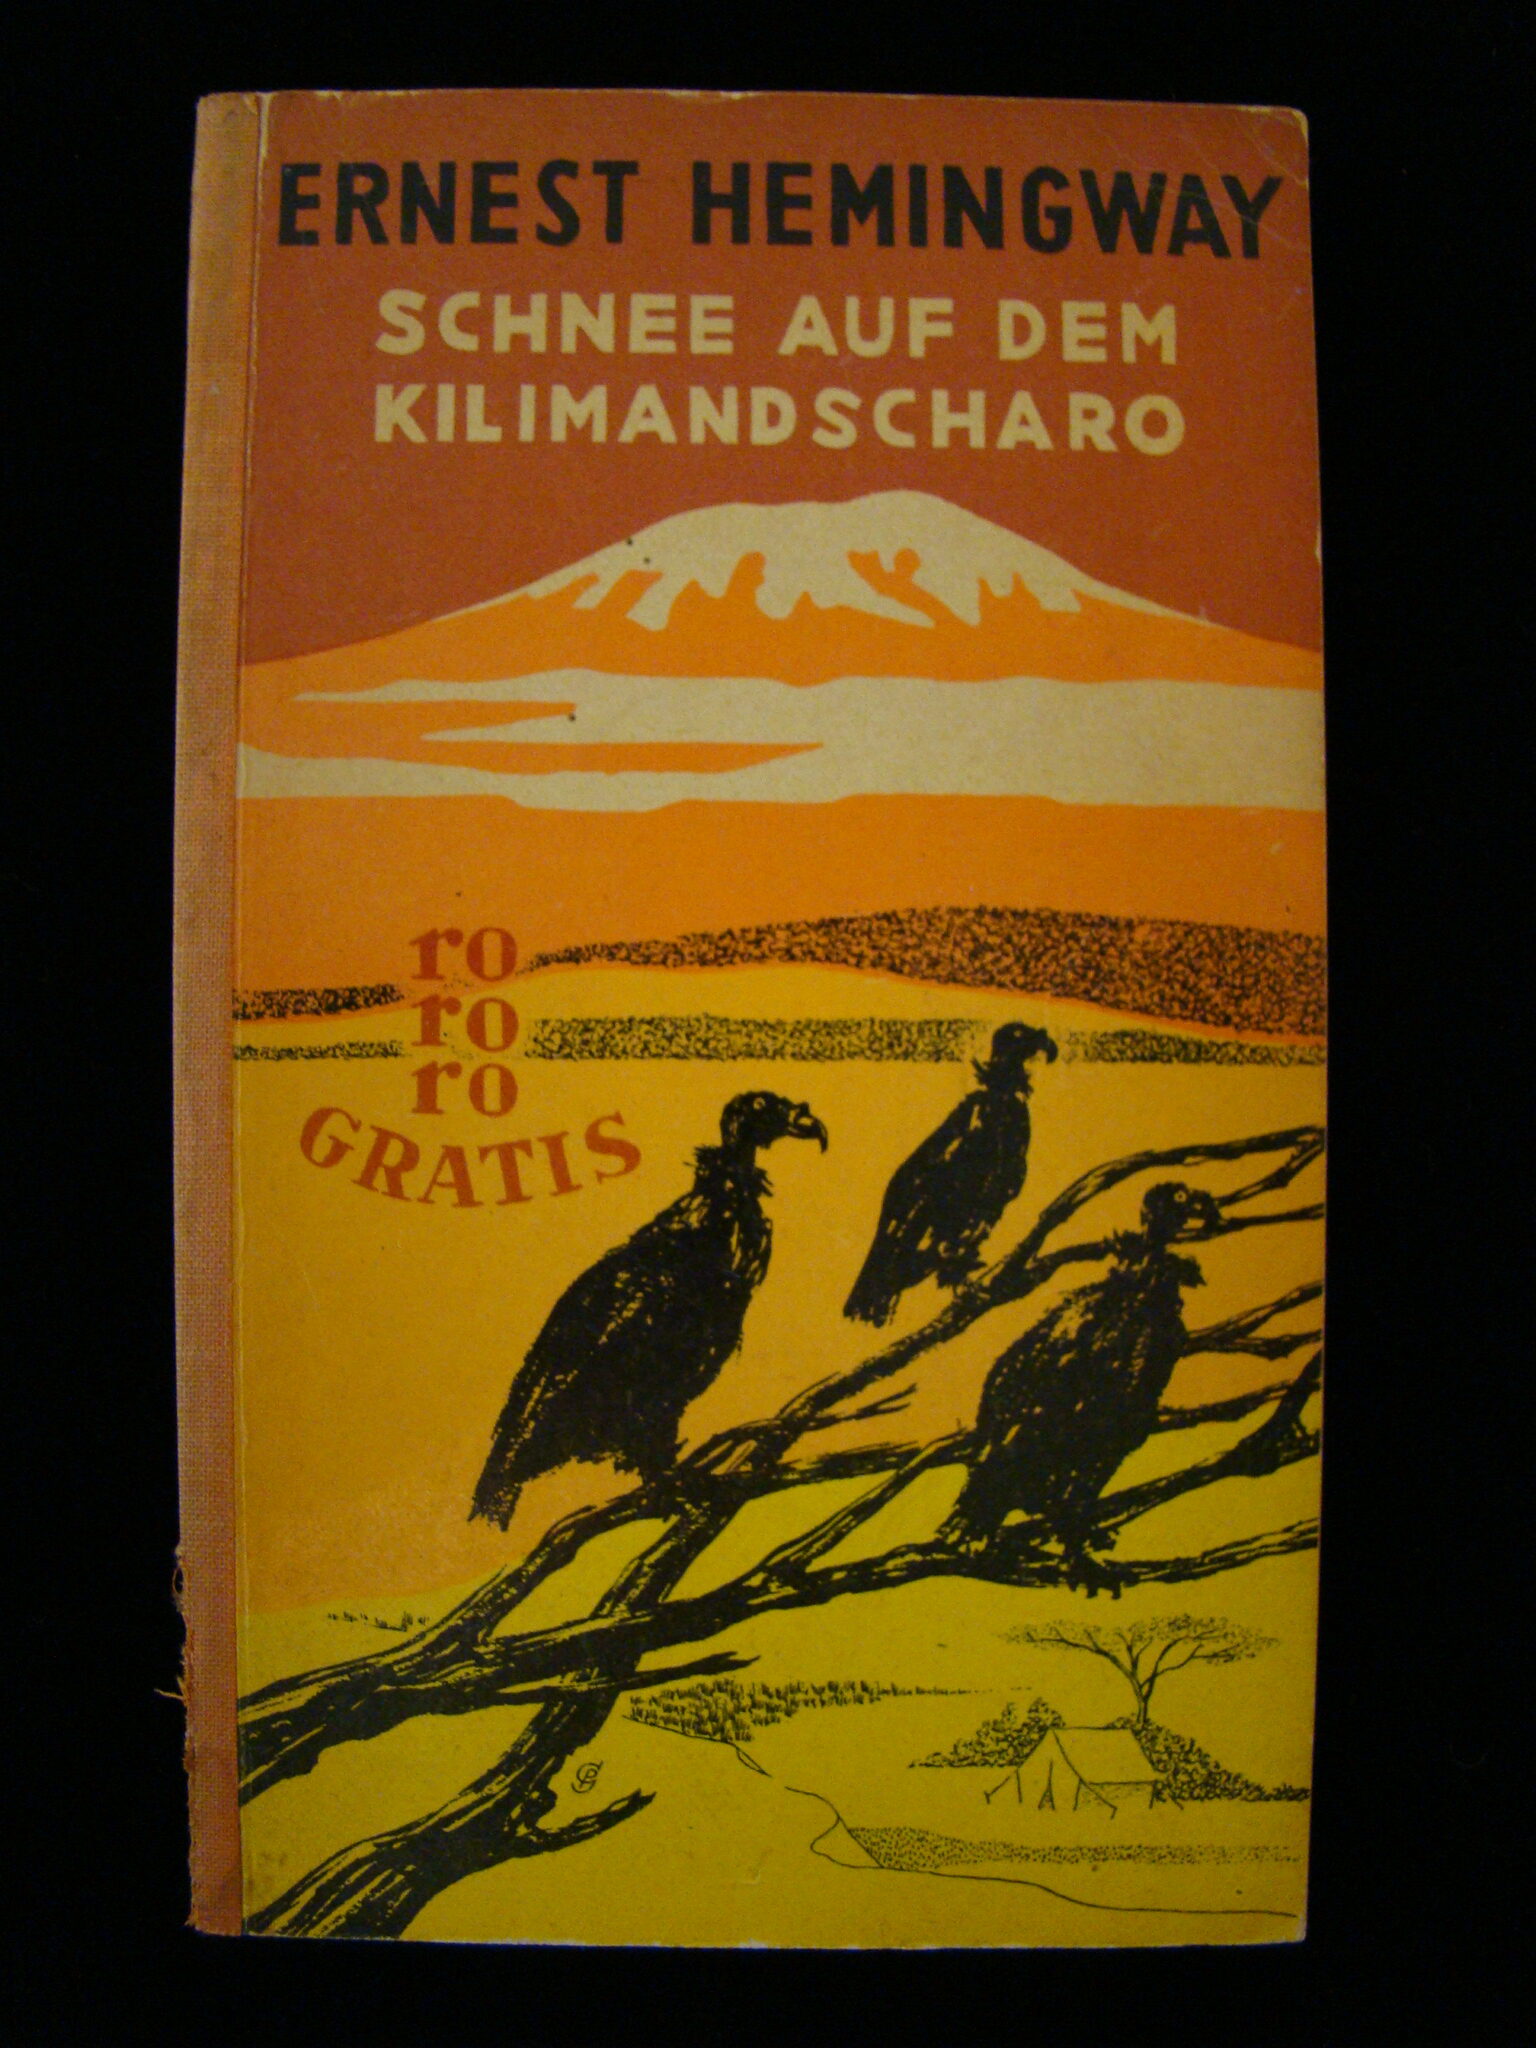 ERNEST HEMINGWAY
SCHNEE AUF DEM
KILIMANDSCHARO
ro
ro
ro
GRATIS